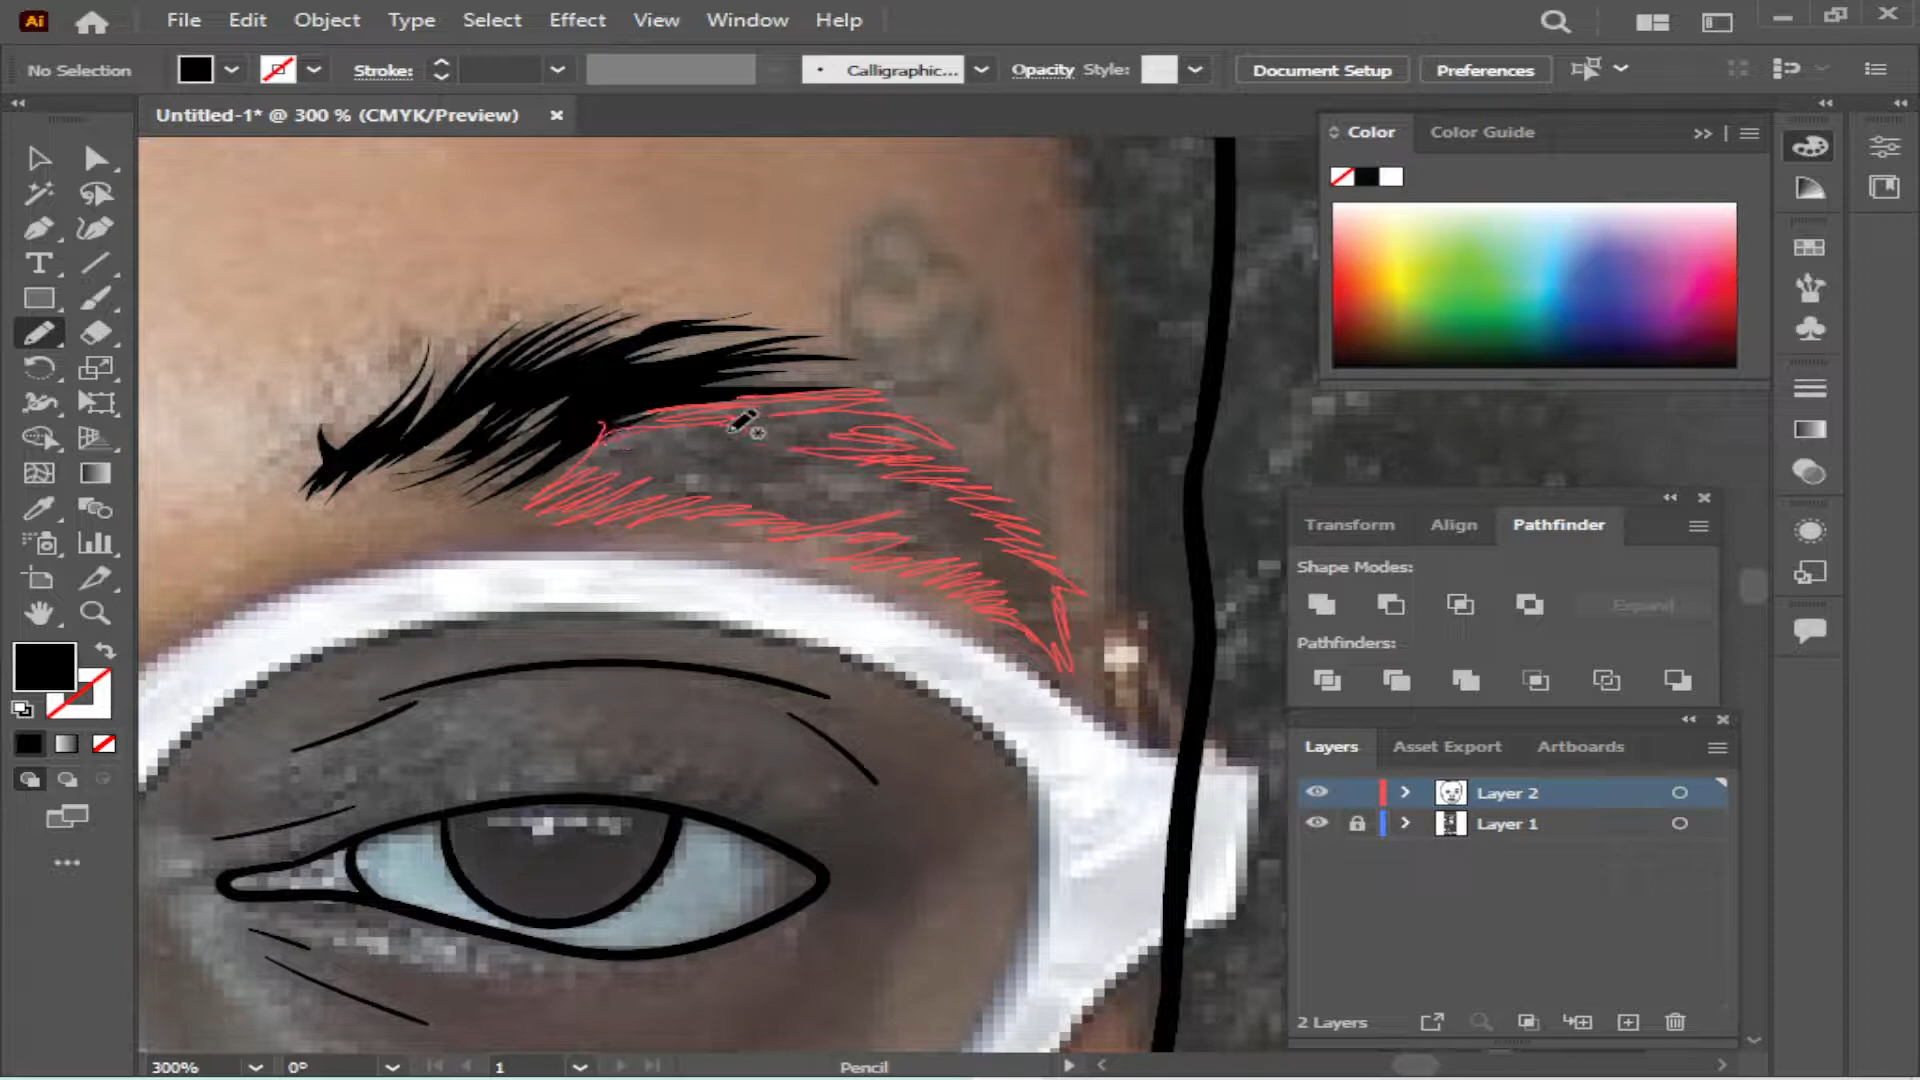 Ai File Edit Object Type Select Effect View Window Help
No Selection Stroke: Calligraphic... Opacity Style: Document Setup Preferences
Untitled-1* @ 300 % (CMYK/Preview)
Color Color Guide
Transform Align Pathfinder
Shape Modes:
Expand
Pathfinders:
Layers Asset Export Artboards
Layer 2
Layer 1
2 Layers
300% 0° 1 Pencil